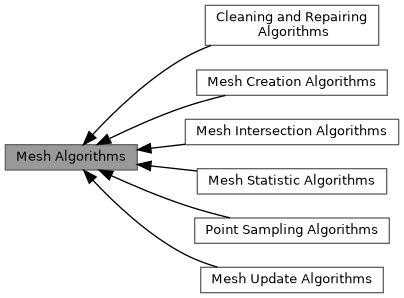 Cleaning and Repairing
Algorithms
Mesh Creation Algorithms
Mesh Intersection Algorithms
Mesh Algorithms
Mesh Statistic Algorithms
Point Sampling Algorithms
Mesh Update Algorithms